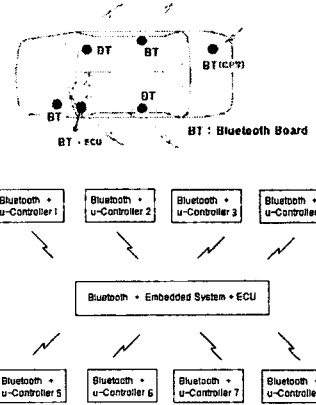 BT
BT
BT(GPS)
BT
BT
BT + ECU
BT : Bluetooth Board
Bluetooth +
u-Controller 1
Bluetooth +
u-Controller 2
Bluetooth +
u-Controller 3
Bluetooth +
u-Controller
Bluetooth + Embedded System + ECU
Bluetooth +
u-Controller 5
Bluetooth +
u-Controller 6
Bluetooth +
u-Controller 7
Bluetooth +
u-Controller